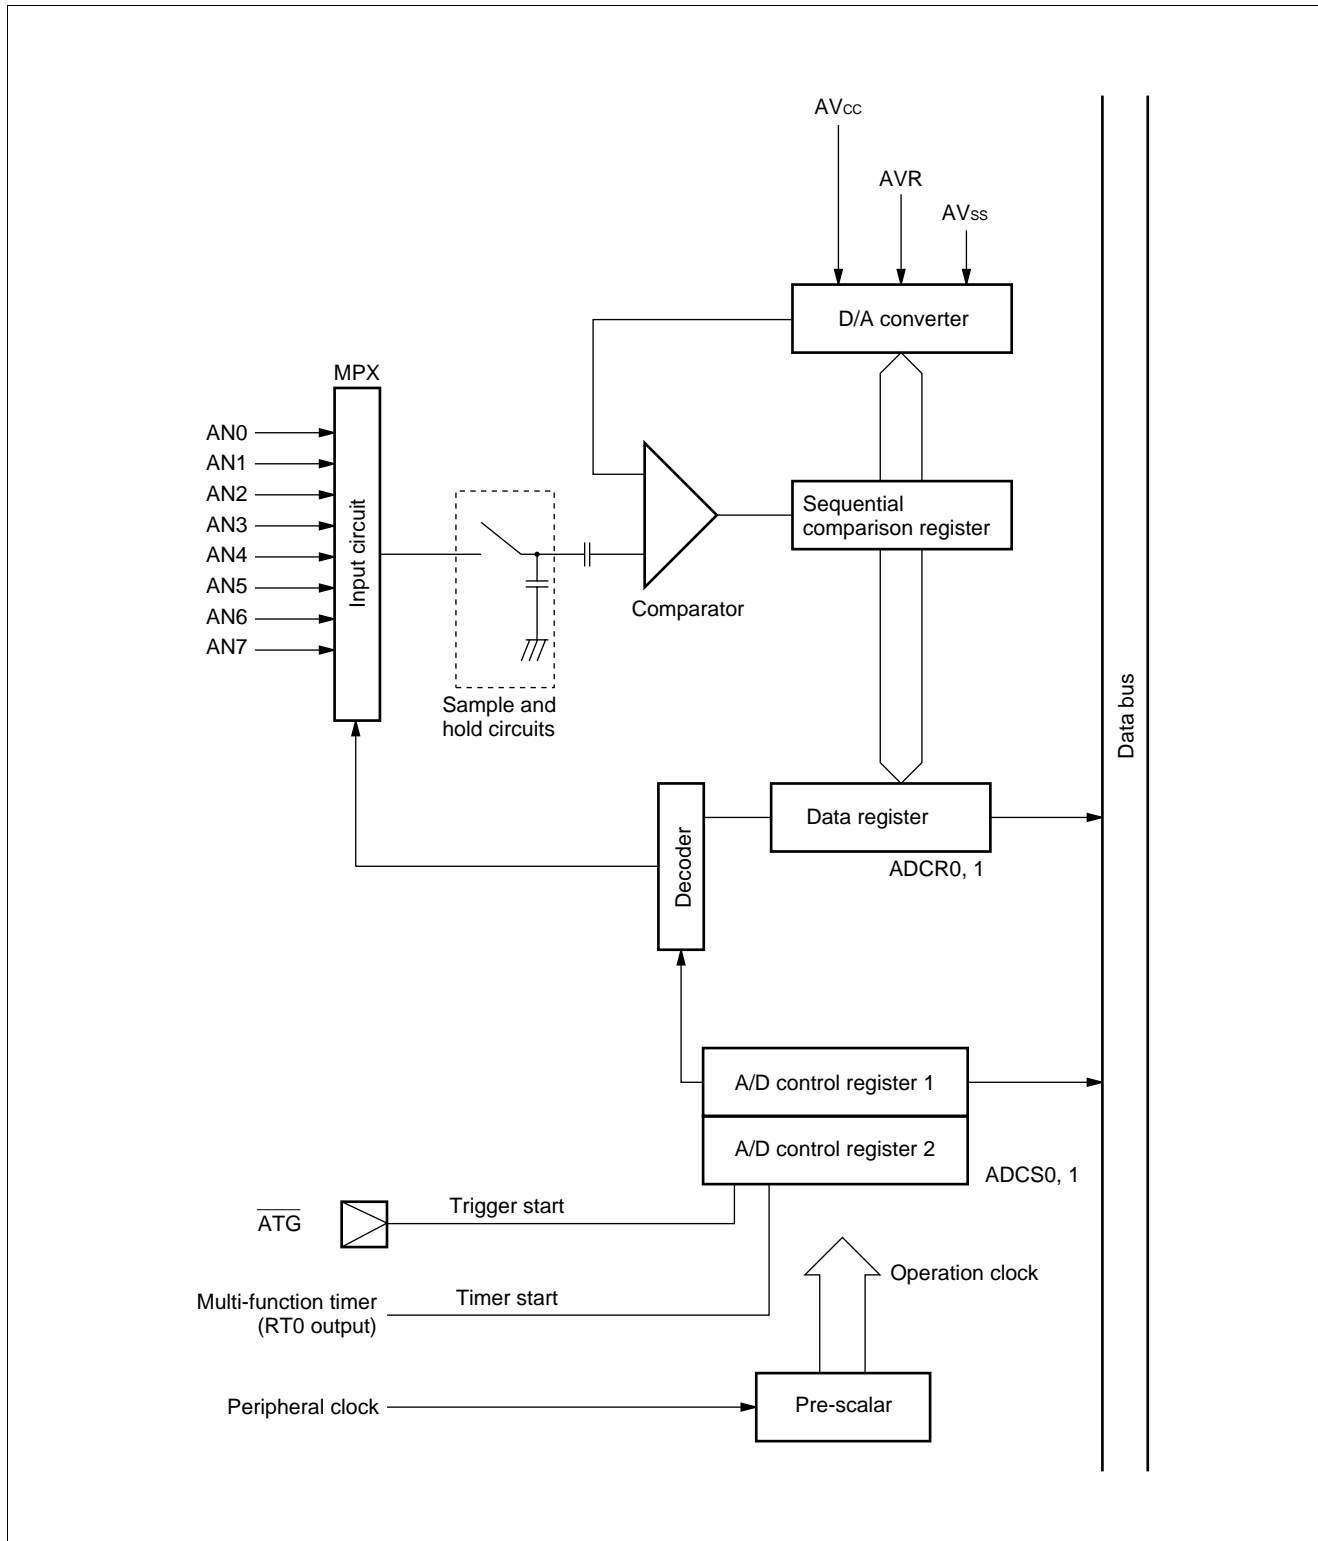 AVCC
AVR
AVSS
D/A converter
MPX
AN0
AN1
AN2
AN3
AN4
AN5
AN6
AN7
Input circuit
Sequential
comparison register
Comparator
Sample and
hold circuits
Data bus
Data register
Decoder
ADCR0, 1
A/D control register 1
A/D control register 2
ADCS0, 1
ATG
Trigger start
Operation clock
Multi-function timer
(RT0 output)
Timer start
Peripheral clock
Pre-scalar